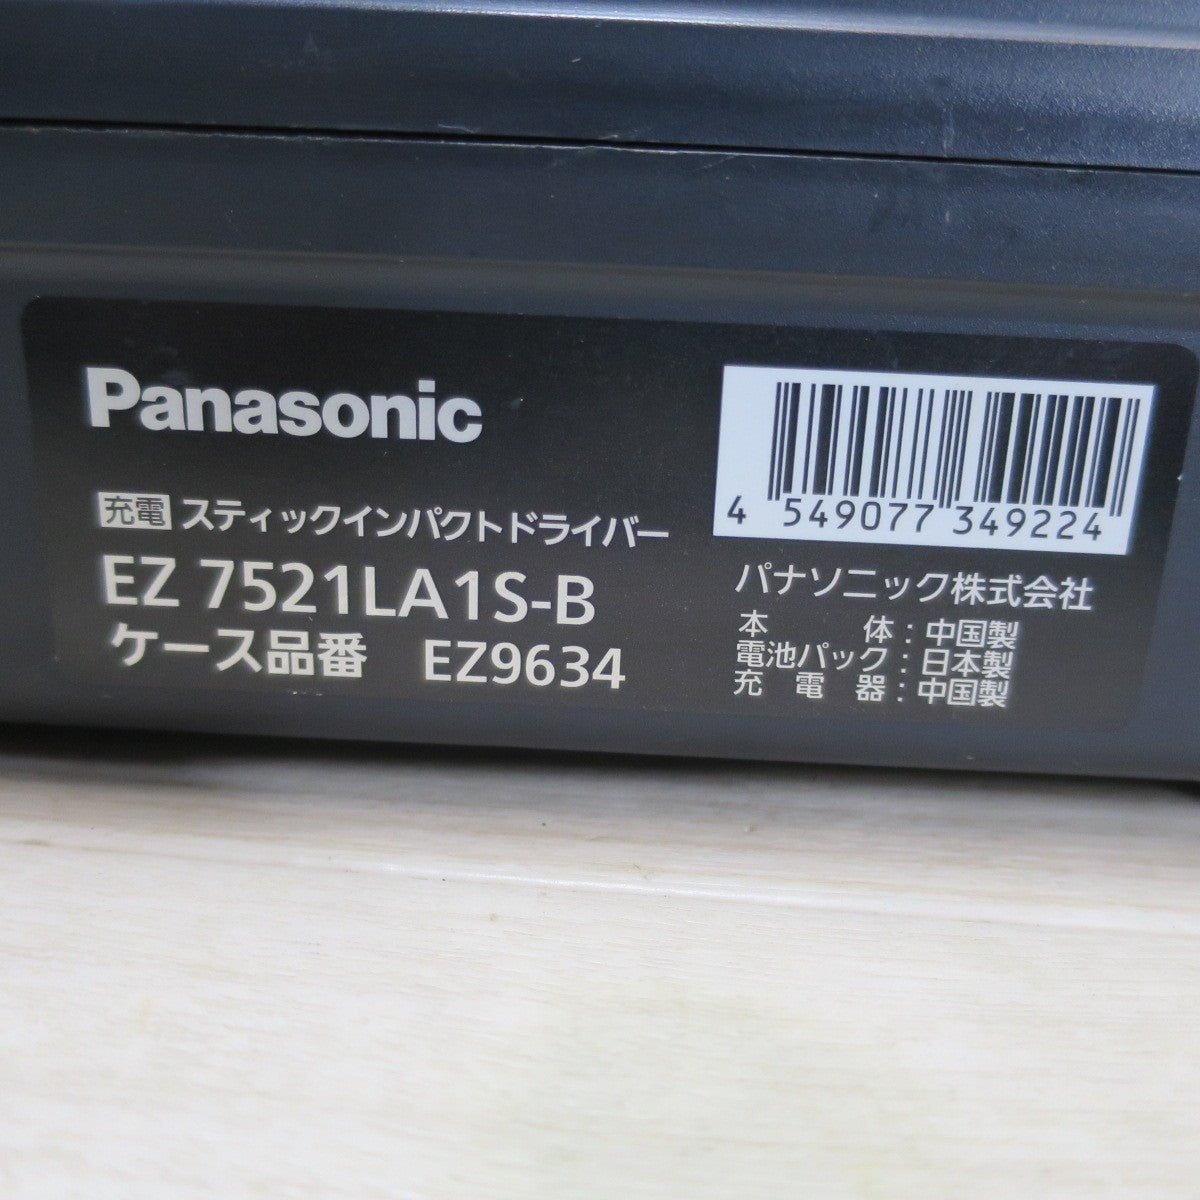 Panasonic
充電 スティックインパクトドライバー
EZ 7521LA1S-B
ケース品番 EZ9634
4 549077 349224
パナソニック株式会社
本体：中国製
電池パック：日本製
充電器：中国製